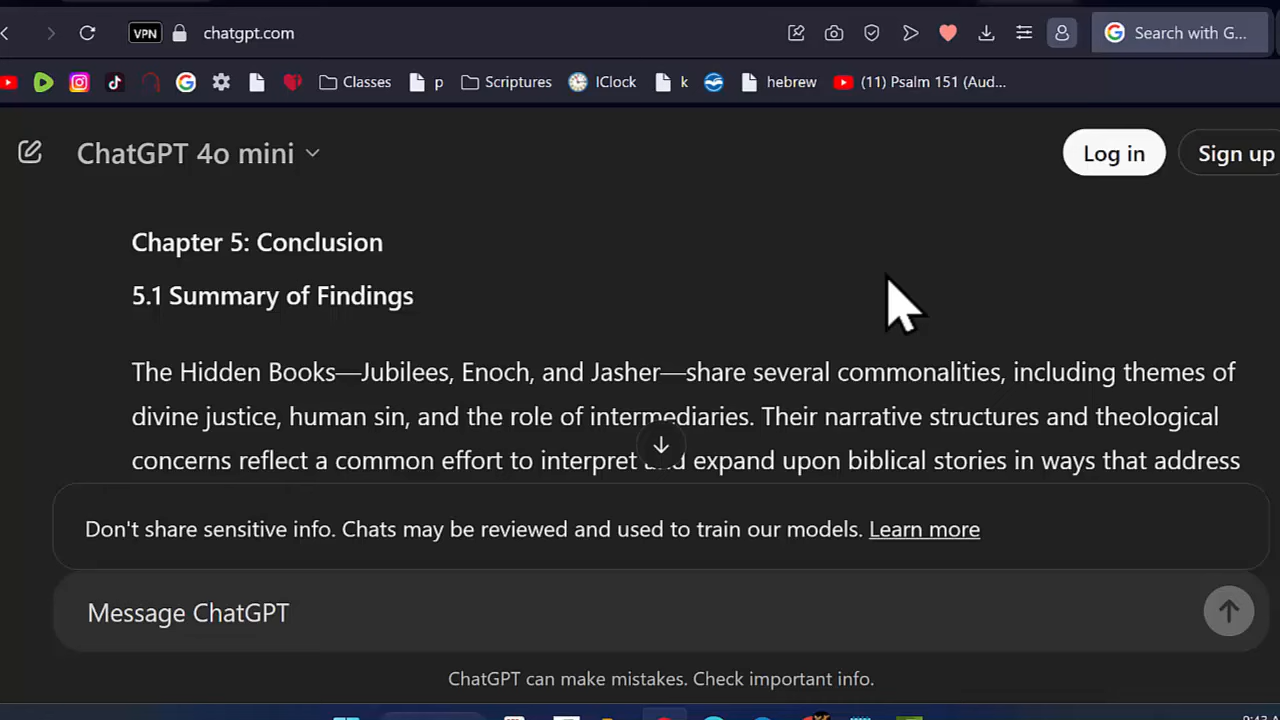 VPN chatgpt.com Search with G...
Classes p Scriptures IClock k hebrew (11) Psalm 151 (Aud...
ChatGPT 4o mini Log in Sign up
Chapter 5: Conclusion
5.1 Summary of Findings
The Hidden Books—Jubilees, Enoch, and Jasher—share several commonalities, including themes of
divine justice, human sin, and the role of intermediaries. Their narrative structures and theological
concerns reflect a common effort to interpret and expand upon biblical stories in ways that address
Don't share sensitive info. Chats may be reviewed and used to train our models. Learn more
Message ChatGPT
ChatGPT can make mistakes. Check important info.